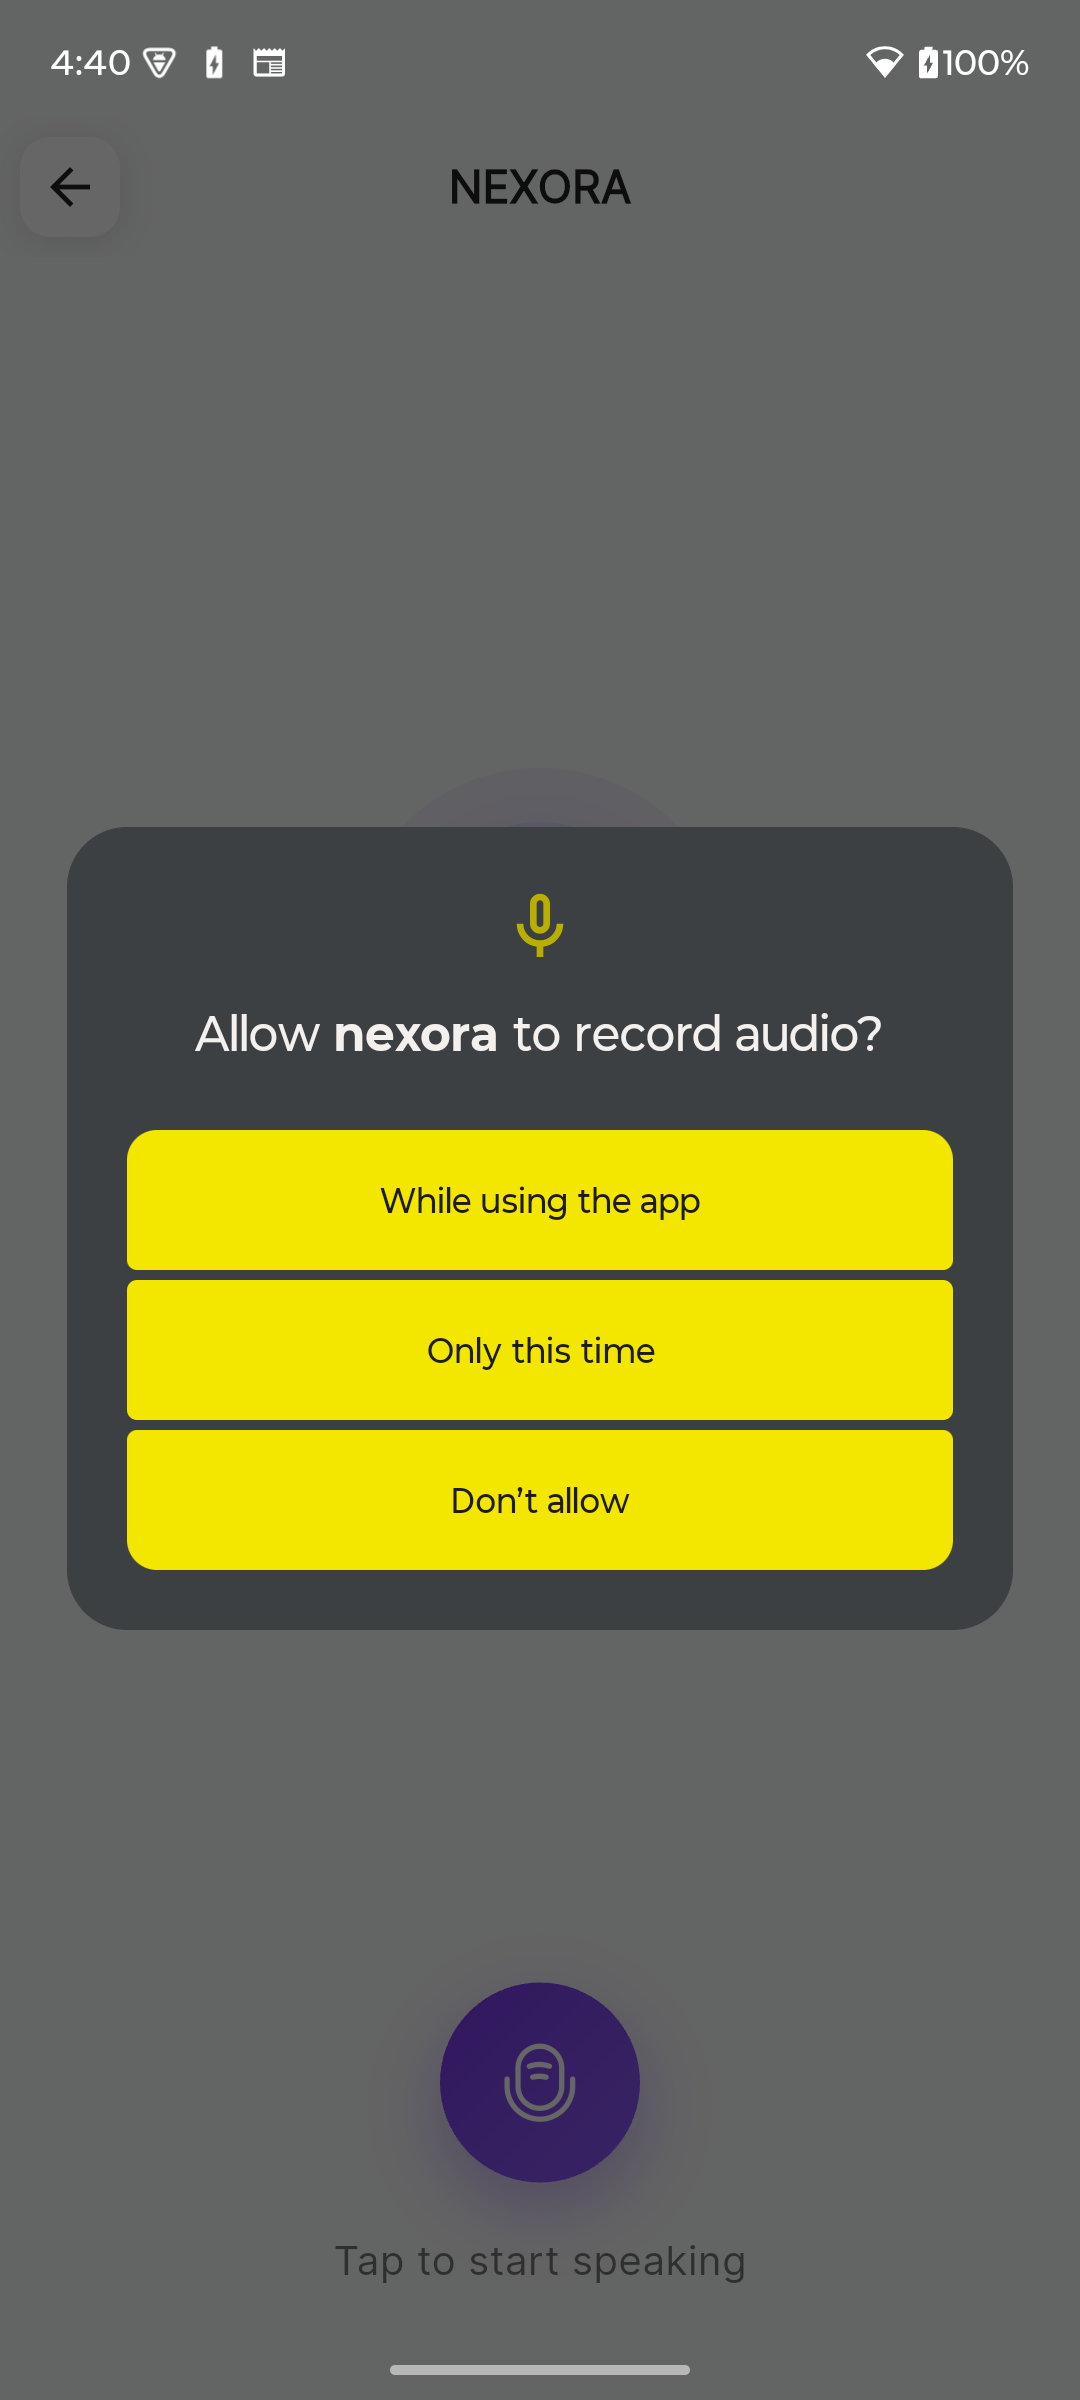 4:40
100%
NEXORA
Allow nexora to record audio?
While using the app
Only this time
Don’t allow
Tap to start speaking